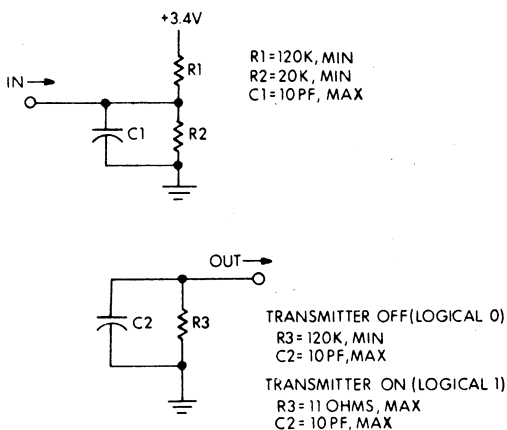 +3.4V
R1
R1=120K, MIN
R2=20K, MIN
C1=10PF, MAX
IN
C1
R2
OUT
C2
R3
TRANSMITTER OFF(LOGICAL 0)
R3=120K, MIN
C2=10PF,MAX
TRANSMITTER ON (LOGICAL 1)
R3=11 OHMS, MAX
C2=10 PF, MAX